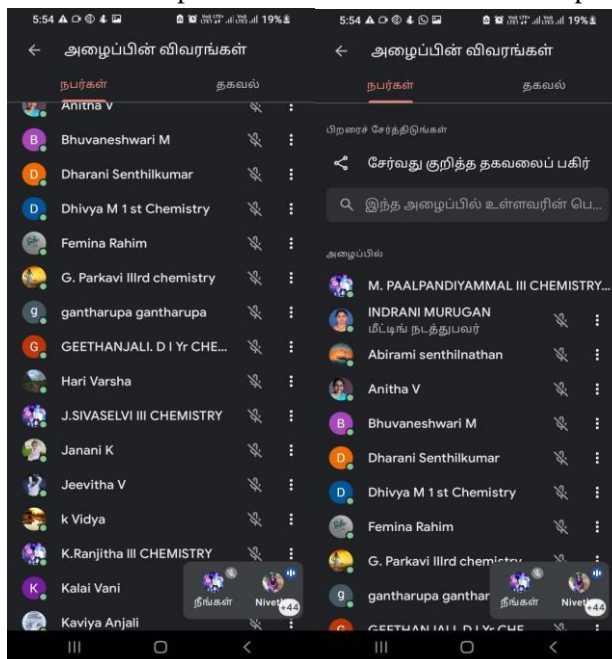 5:54
19%
அழைப்பின் விவரங்கள்
நபர்கள் தகவல்
Anitha V
B Bhuvaneshwari M
D Dharani Senthilkumar
D Dhivya M 1 st Chemistry
Femina Rahim
G. Parkavi IIIrd chemistry
g gantharupa gantharupa
G GEETHANJALI. D I Yr CHE...
Hari Varsha
J.SIVASELVI III CHEMISTRY
Janani K
Jeevitha V
k Vidya
K.Ranjitha III CHEMISTRY
K Kalai Vani
Kaviya Anjali
நீங்கள் Niveth
+44
5:54
19%
அழைப்பின் விவரங்கள்
நபர்கள் தகவல்
பிறரைச் சேர்த்திடுங்கள்
சேர்வது குறித்த தகவலைப் பகிர்
இந்த அழைப்பில் உள்ளவரின் பெ...
அழைப்பில்
M. PAALPANDIYAMMAL III CHEMISTRY...
INDRANI MURUGAN
மீட்டிங் நடத்துபவர்
Abirami senthilnathan
Anitha V
B Bhuvaneshwari M
D Dharani Senthilkumar
D Dhivya M 1 st Chemistry
Femina Rahim
G. Parkavi IIIrd chemistry
g gantharupa ganthar
GEETHANJALI. D I Yr CHE
நீங்கள் Nivet
+44